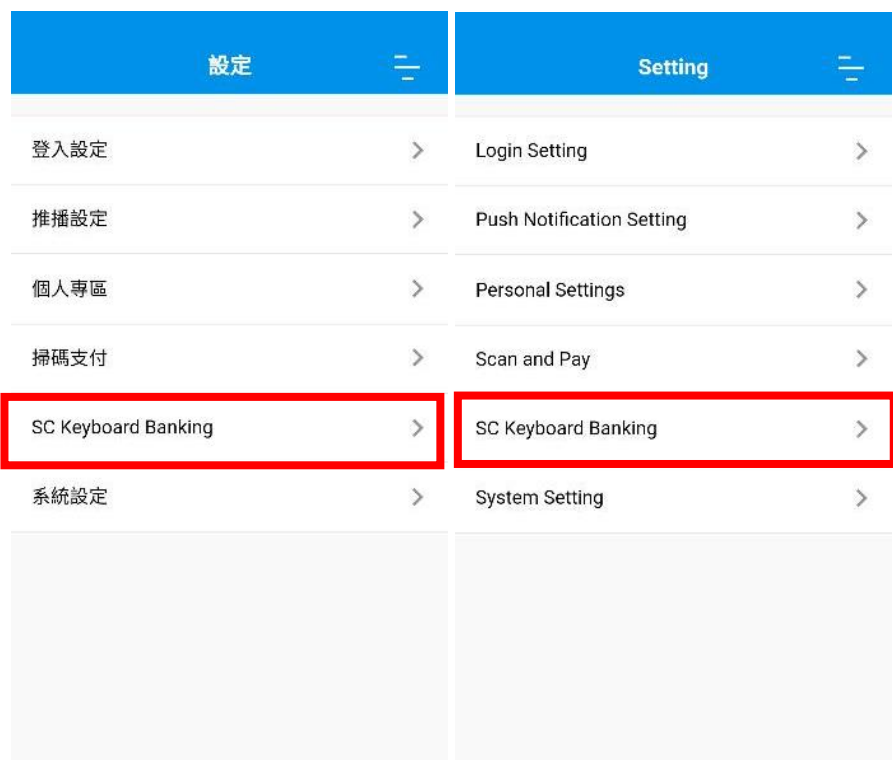 設定
登入設定
推播設定
個人專區
掃碼支付
SC Keyboard Banking
系統設定
Setting
Login Setting
Push Notification Setting
Personal Settings
Scan and Pay
SC Keyboard Banking
System Setting